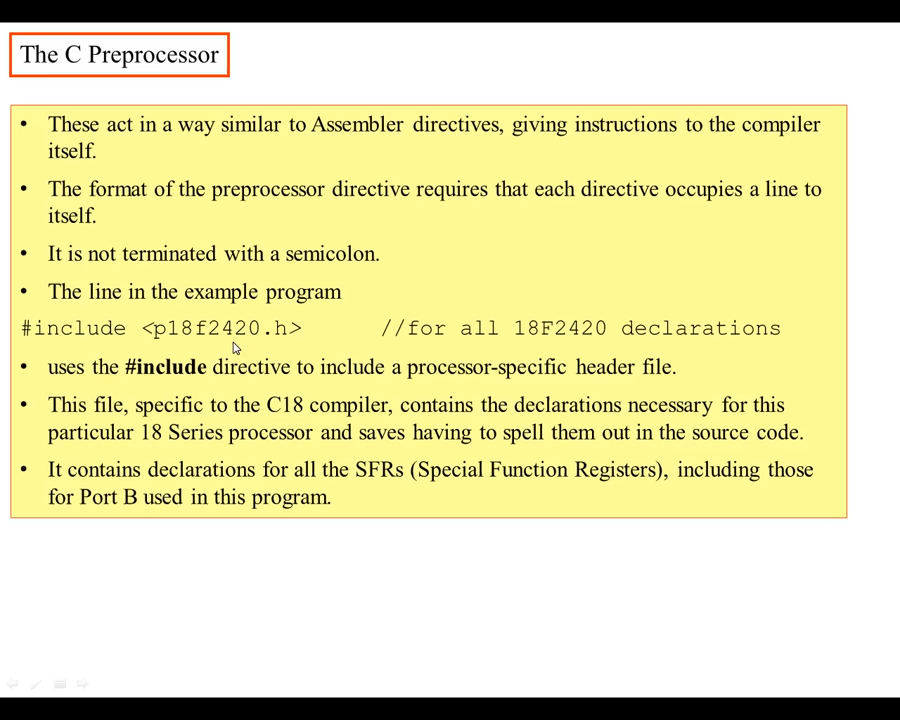 The C Preprocessor
• These act in a way similar to Assembler directives, giving instructions to the compiler
itself.
• The format of the preprocessor directive requires that each directive occupies a line to
itself.
• It is not terminated with a semicolon.
• The line in the example program
#include <p18f2420.h> //for all 18F2420 declarations
• uses the #include directive to include a processor-specific header file.
• This file, specific to the C18 compiler, contains the declarations necessary for this
particular 18 Series processor and saves having to spell them out in the source code.
• It contains declarations for all the SFRs (Special Function Registers), including those
for Port B used in this program.